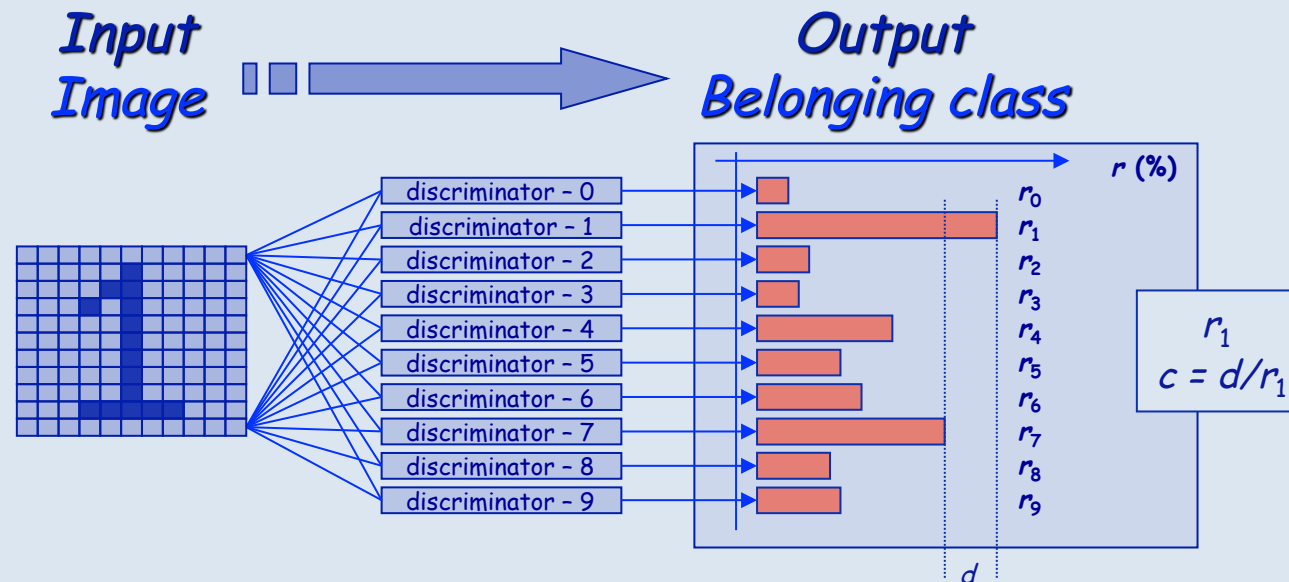 Input
Image
Output
Belonging class
r (%)
discriminator – 0
r0
discriminator – 1
r1
discriminator – 2
r2
discriminator – 3
r3
discriminator – 4
r4
discriminator – 5
r5
discriminator – 6
r6
discriminator – 7
r7
discriminator – 8
r8
discriminator – 9
r9
r1
c = d/r1
d